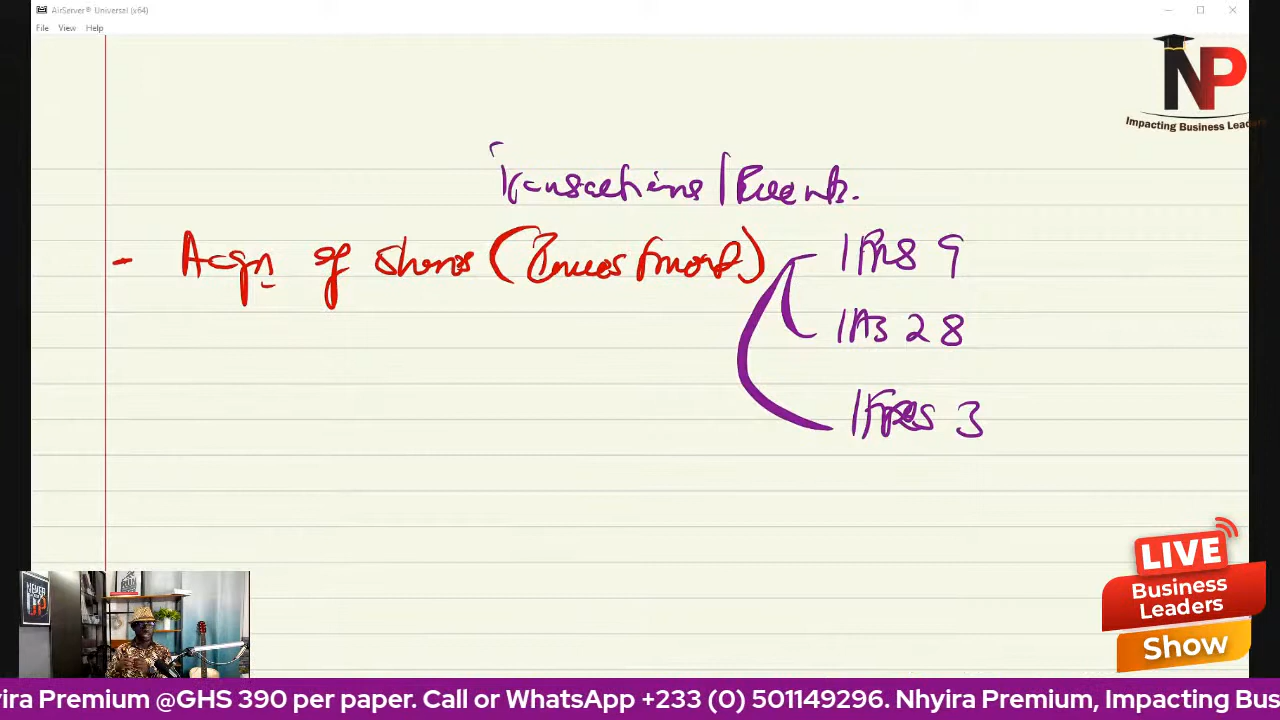 AirServer® Universal (x64)
File View Help
NP
Impacting Business Leaders
Transactions | Events.
- Acqn of shares (Investment)
IFRS 9
IAS 28
IFRS 3
LIVE
Business
Leaders
Show
yira Premium @GHS 390 per paper. Call or WhatsApp +233 (0) 501149296. Nhyira Premium, Impacting Bus